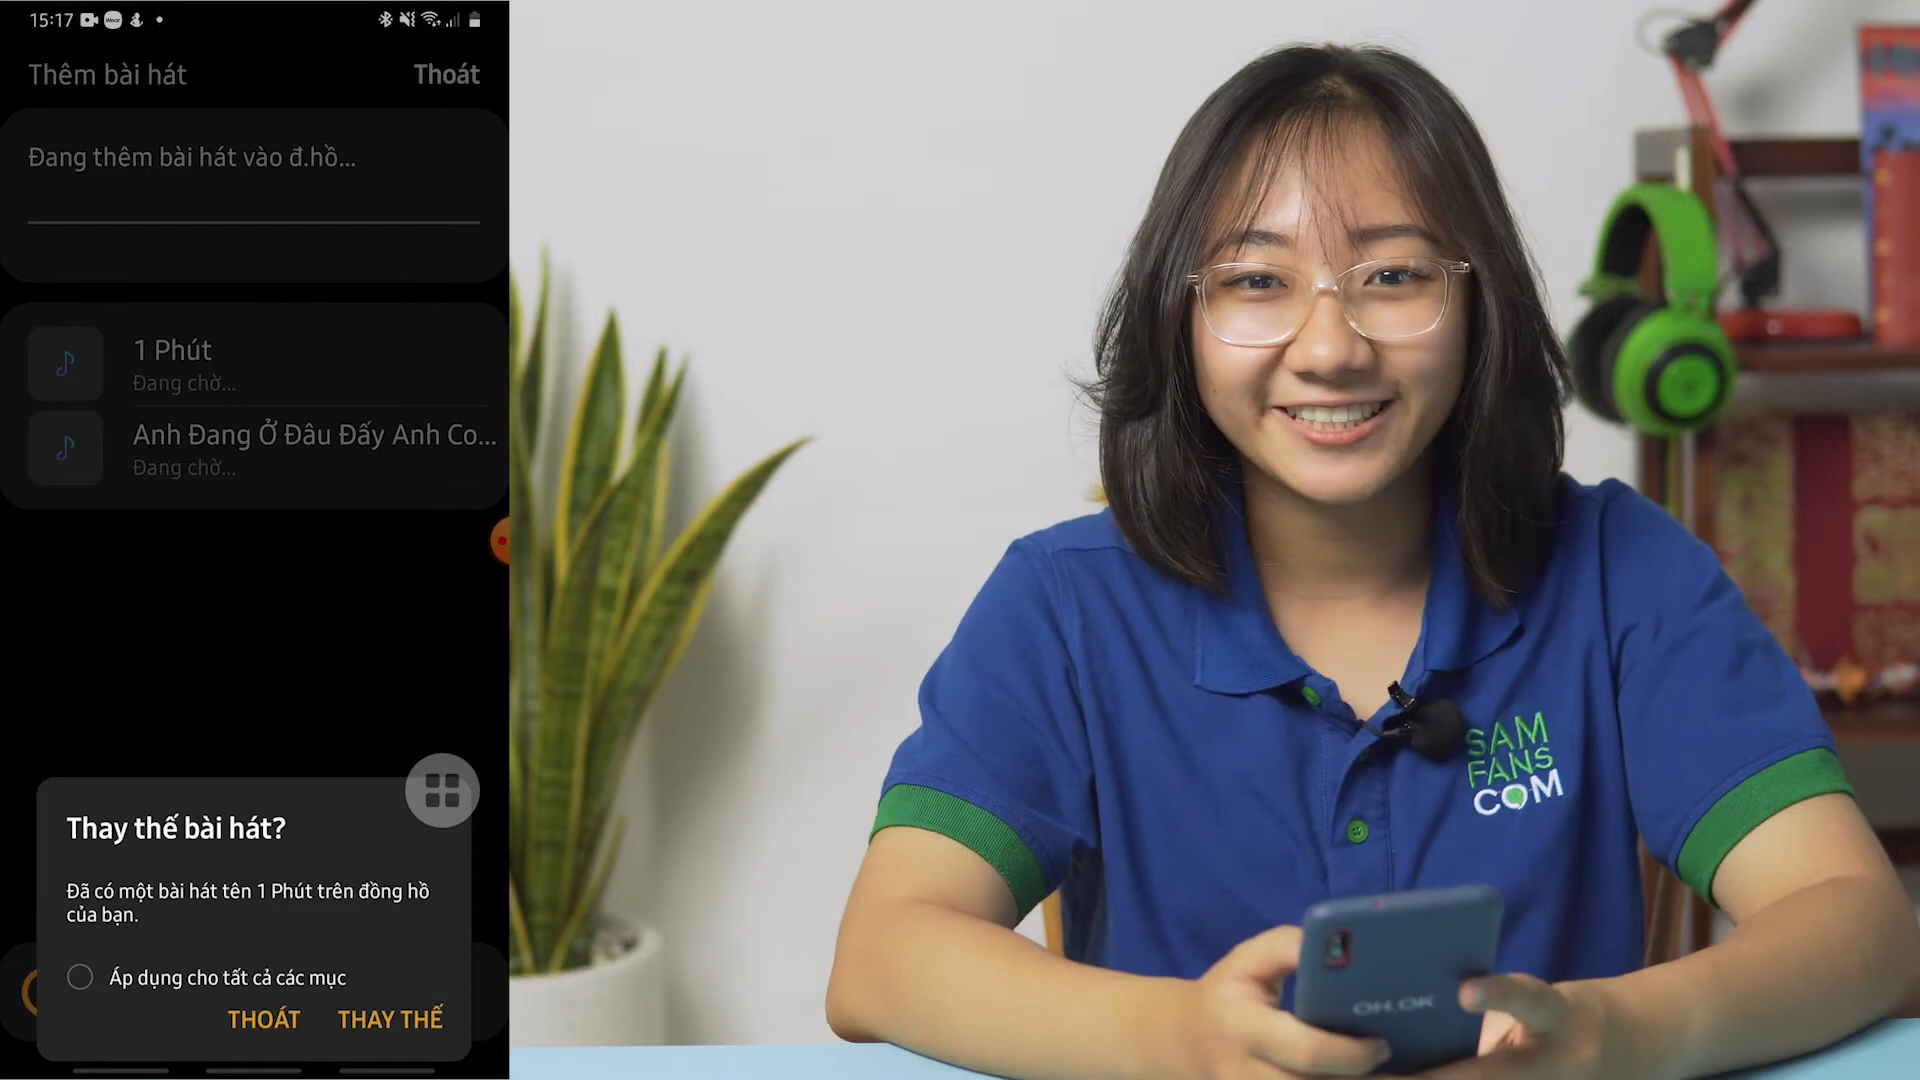 15:17
Thêm bài hát
Thoát
Đang thêm bài hát vào đ.hồ...
1 Phút
Đang chờ...
Anh Đang Ở Đâu Đấy Anh Co...
Đang chờ...
Thay thế bài hát?
Đã có một bài hát tên 1 Phút trên đồng hồ
của bạn.
Áp dụng cho tất cả các mục
THOÁT
THAY THẾ
SAM
FANS
COM
OH.OK